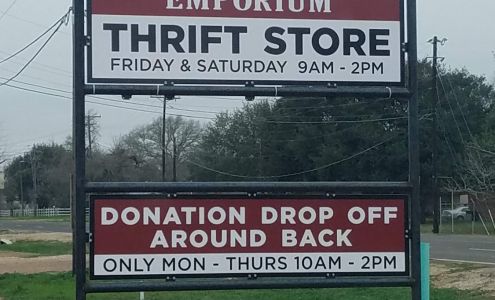 EMPORIUM
THRIFT STORE
FRIDAY & SATURDAY 9AM - 2PM
DONATION DROP OFF
AROUND BACK
ONLY MON - THURS 10AM - 2PM